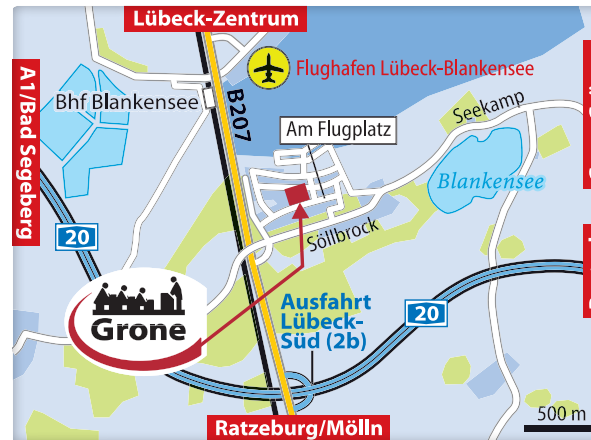 Lübeck-Zentrum
A1/Bad Segeberg
Flughafen Lübeck-Blankensee
Bhf Blankensee
B207
Am Flugplatz
Seekamp
Blankensee
Söllbrock
20
Grone
Ausfahrt
Lübeck-
Süd (2b)
20
20
Ratzeburg/Mölln
500 m